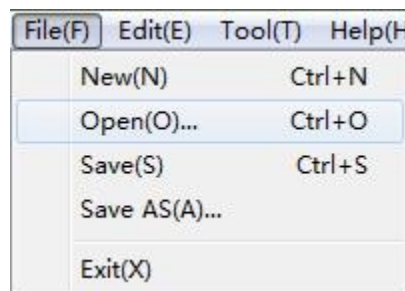 File(F) Edit(E) Tool(T) Help(H
New(N) Ctrl+N
Open(O)... Ctrl+O
Save(S) Ctrl+S
Save AS(A)...
Exit(X)